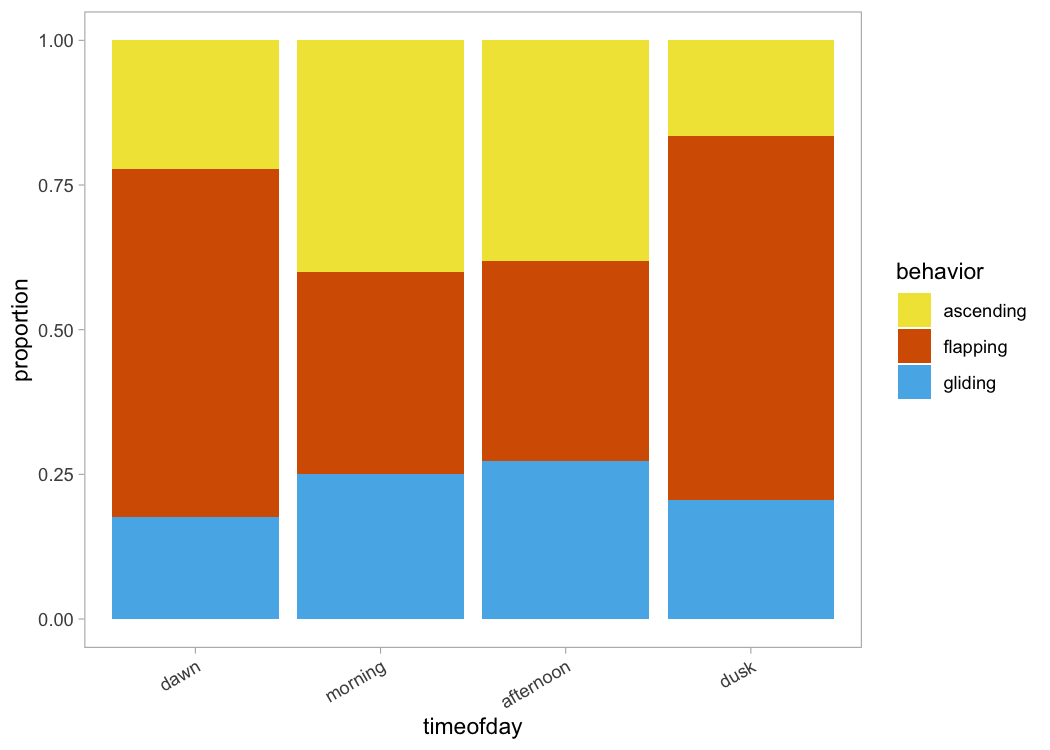 proportion
1.00
0.75
0.50
0.25
0.00
dawn
morning
afternoon
dusk
timeofday
behavior
ascending
flapping
gliding